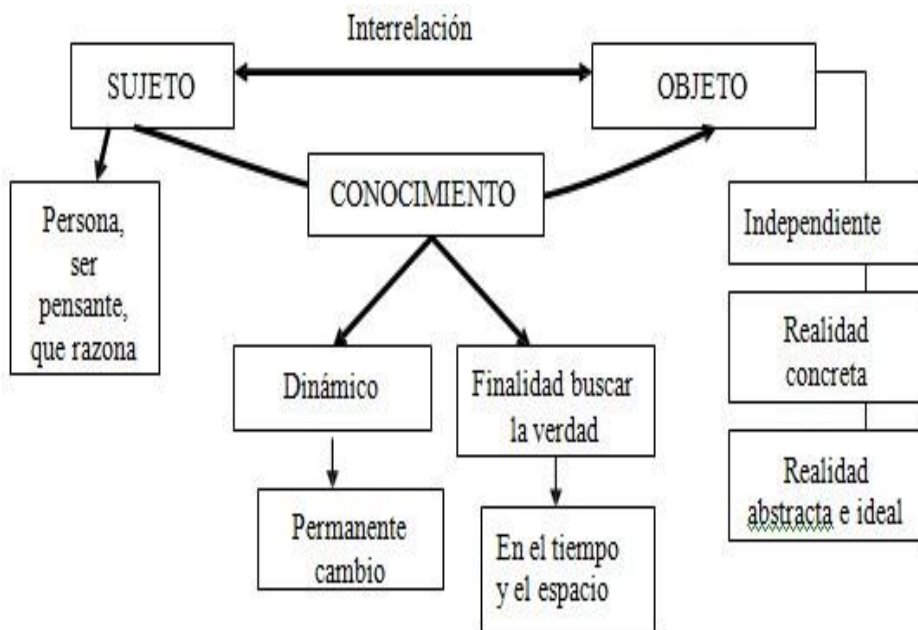 Interrelación
SUJETO
OBJETO
CONOCIMIENTO
Persona,
ser
pensante,
que razona
Independiente
Realidad
concreta
Realidad
abstracta e ideal
Dinámico
Finalidad buscar
la verdad
Permanente
cambio
En el tiempo
y el espacio